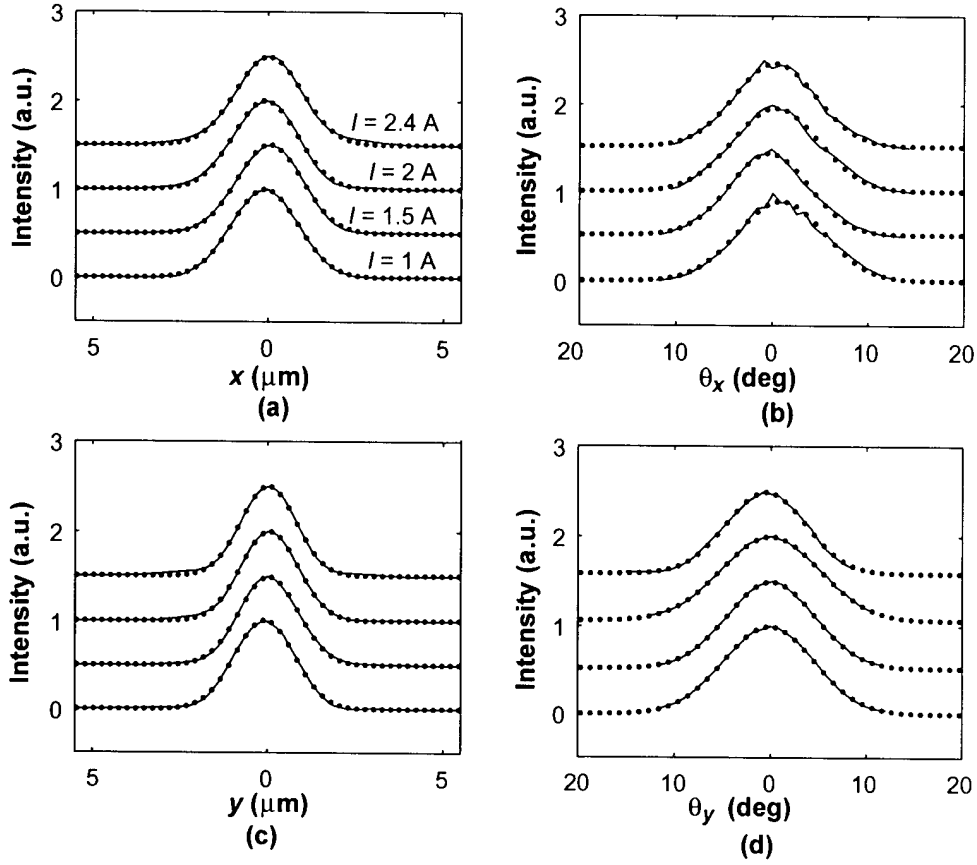 3
2
1
0
Intensity (a.u.)
I = 2.4 A
I = 2 A
I = 1.5 A
I = 1 A
5
0
5
x (μm)
(a)
3
2
1
0
Intensity (a.u.)
20
10
0
10
20
θx (deg)
(b)
3
2
1
0
Intensity (a.u.)
5
0
5
y (μm)
(c)
3
2
1
0
Intensity (a.u.)
20
10
0
10
20
θy (deg)
(d)